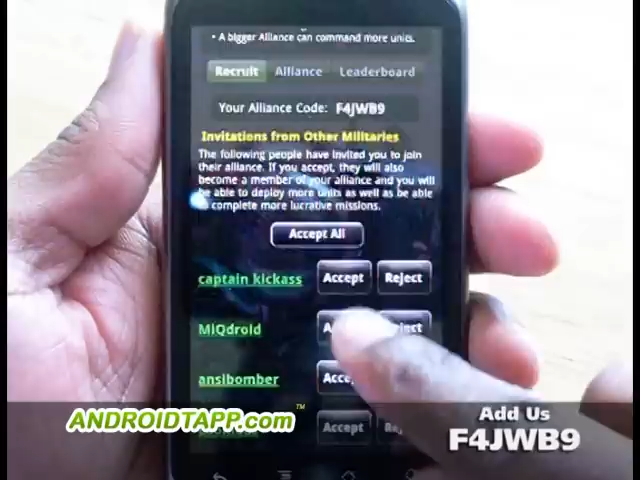 • A bigger Alliance can command more units.
Recruit Alliance Leaderboard
Your Alliance Code: F4JWB9
Invitations from Other Militaries
The following people have invited you to join
their alliance. If you accept, they will also
become a member of your alliance and you will
be able to deploy more units as well as be able
to complete more lucrative missions.
Accept All
captain kickass Accept Reject
MiQdroid
ansibomber
Accept
ANDROIDTAPP.com™
Add Us
F4JWB9